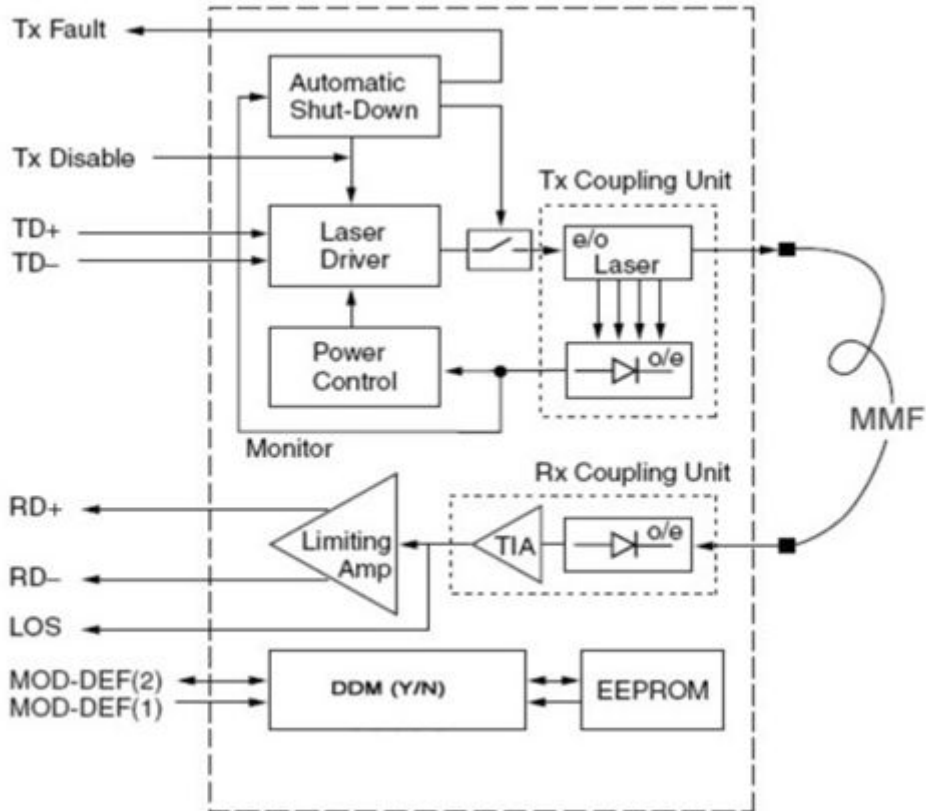 Tx Fault
Automatic
Shut-Down
Tx Disable
Tx Coupling Unit
TD+
TD–
Laser
Driver
e/o
Laser
Power
Control
o/e
MMF
Monitor
Rx Coupling Unit
RD+
RD–
LOS
Limiting
Amp
TIA
o/e
MOD-DEF(2)
MOD-DEF(1)
DDM (Y/N)
EEPROM